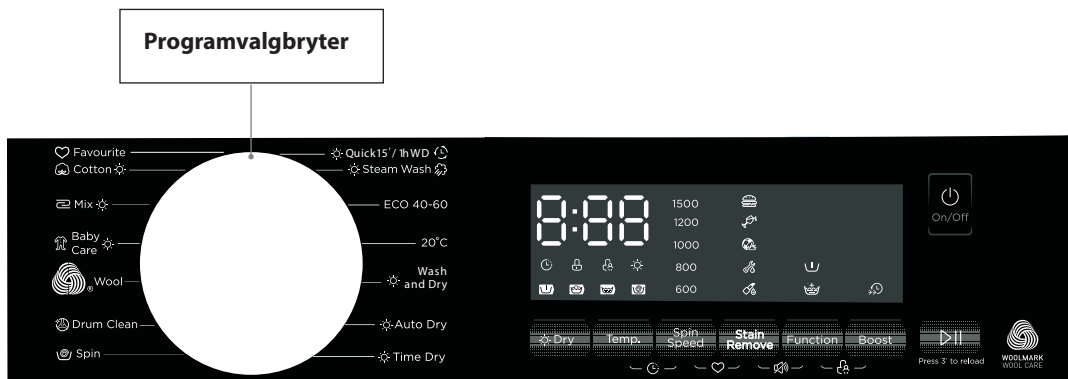 Programvalgbryter
Favourite
Cotton
Mix
Baby
Care
Wool
®
Drum Clean
Spin
Quick15'/ 1hWD
Steam Wash
ECO 40-60
20°C
Wash
and Dry
Auto Dry
Time Dry
8:88
1500
1200
1000
800
600
On/Off
Dry
Temp.
Spin
Speed
Stain
Remove
Function
Boost
Press 3" to reload
WOOLMARK
WOOL CARE